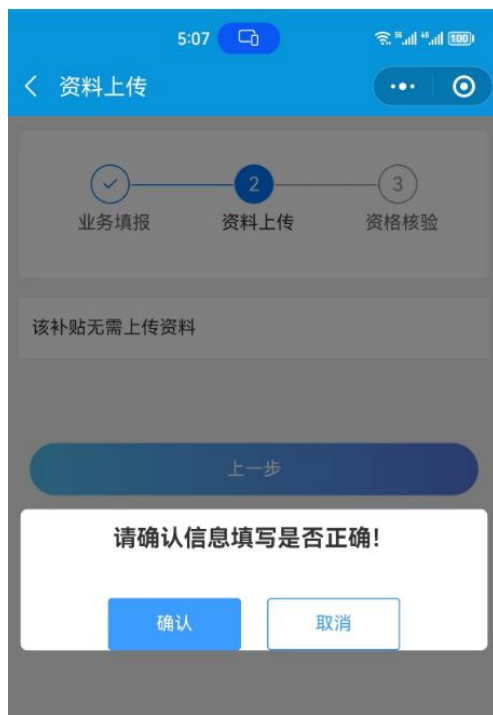 5:07
5G 4G 100
资料上传
2 3
业务填报 资料上传 资格核验
该补贴无需上传资料
上一步
请确认信息填写是否正确!
确认 取消